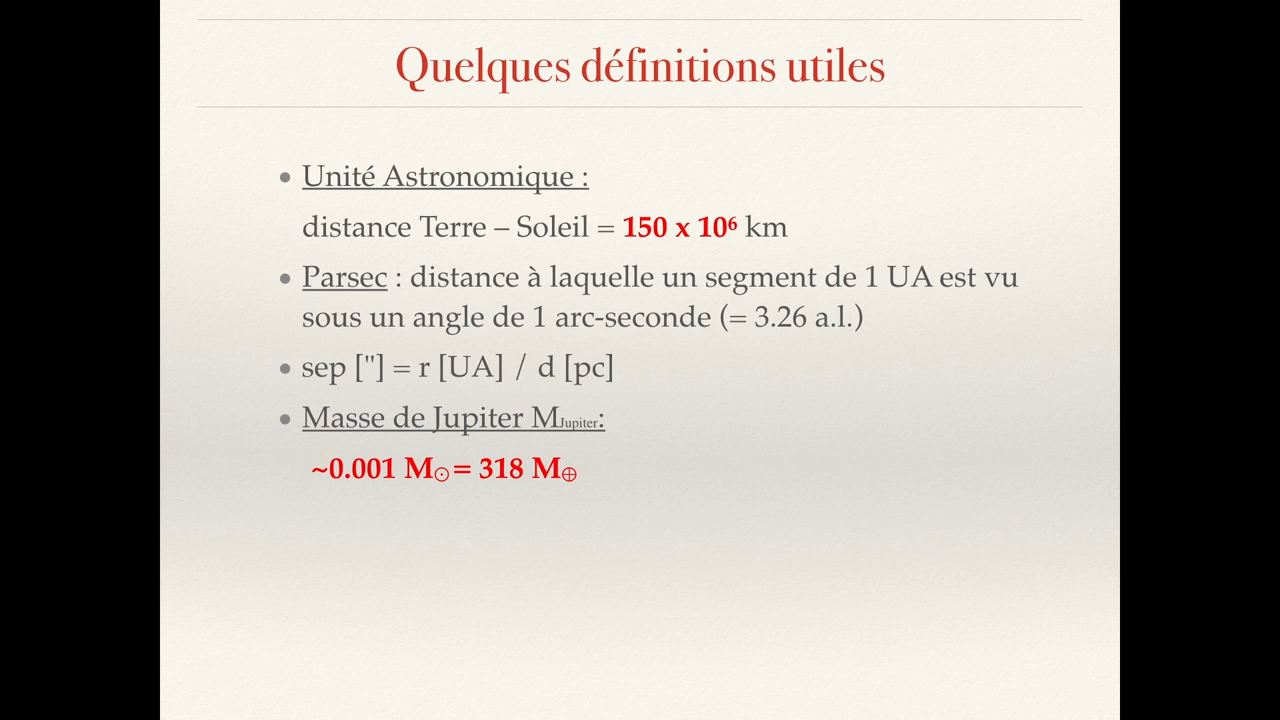 Quelques définitions utiles
• Unité Astronomique :
distance Terre – Soleil = 150 x 10⁶ km
• Parsec : distance à laquelle un segment de 1 UA est vu
sous un angle de 1 arc-seconde (= 3.26 a.l.)
• sep ["] = r [UA] / d [pc]
• Masse de Jupiter MJupiter:
~0.001 M⊙= 318 M⊕